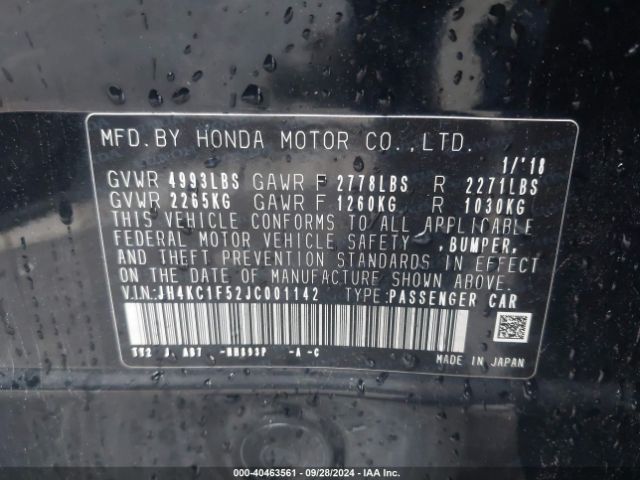 MFD.BY HONDA MOTOR CO.,LTD.
1/'18
GVWR 4993LBS GAWR F 2778LBS R 2271LBS
GVWR 2265KG GAWR F 1260KG R 1030KG
THIS VEHICLE CONFORMS TO ALL APPLICABLE
FEDERAL MOTOR VEHICLE SAFETY ,BUMPER,
AND THEFT PREVENTION STANDARDS IN EFFECT
ON THE DATE OF MANUFACTURE SHOWN ABOVE.
V.I.N:JH4KC1F52JC001142 TYPE:PASSENGER CAR
-A -C
MADE IN JAPAN
000-40463561 | 09/28/2024 | IAA Inc.